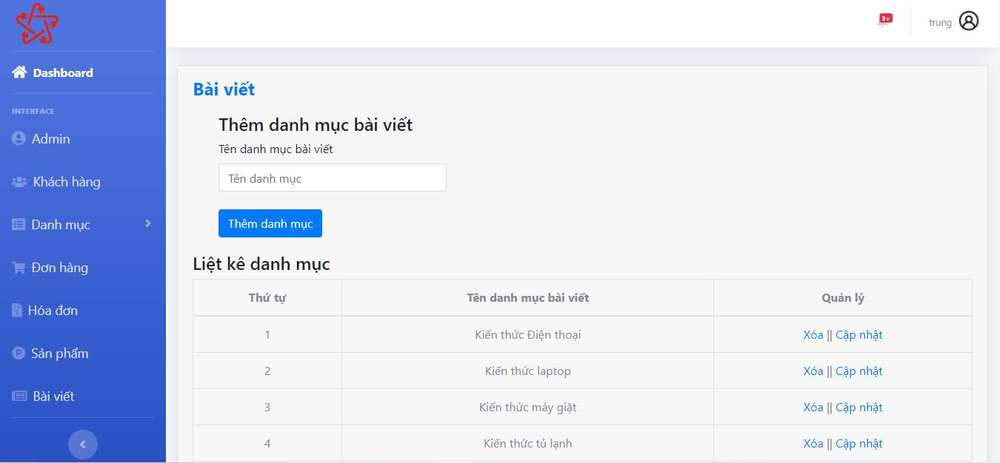 3+
trung
Dashboard
INTERFACE
Admin
Khách hàng
Danh mục
Đơn hàng
Hóa đơn
Sản phẩm
Bài viết
Bài viết
Thêm danh mục bài viết
Tên danh mục bài viết
Tên danh mục
Thêm danh mục
Liệt kê danh mục
Thứ tự Tên danh mục bài viết Quản lý
1 Kiến thức Điện thoại Xóa || Cập nhật
2 Kiến thức laptop Xóa || Cập nhật
3 Kiến thức máy giặt Xóa || Cập nhật
4 Kiến thức tủ lạnh Xóa || Cập nhật